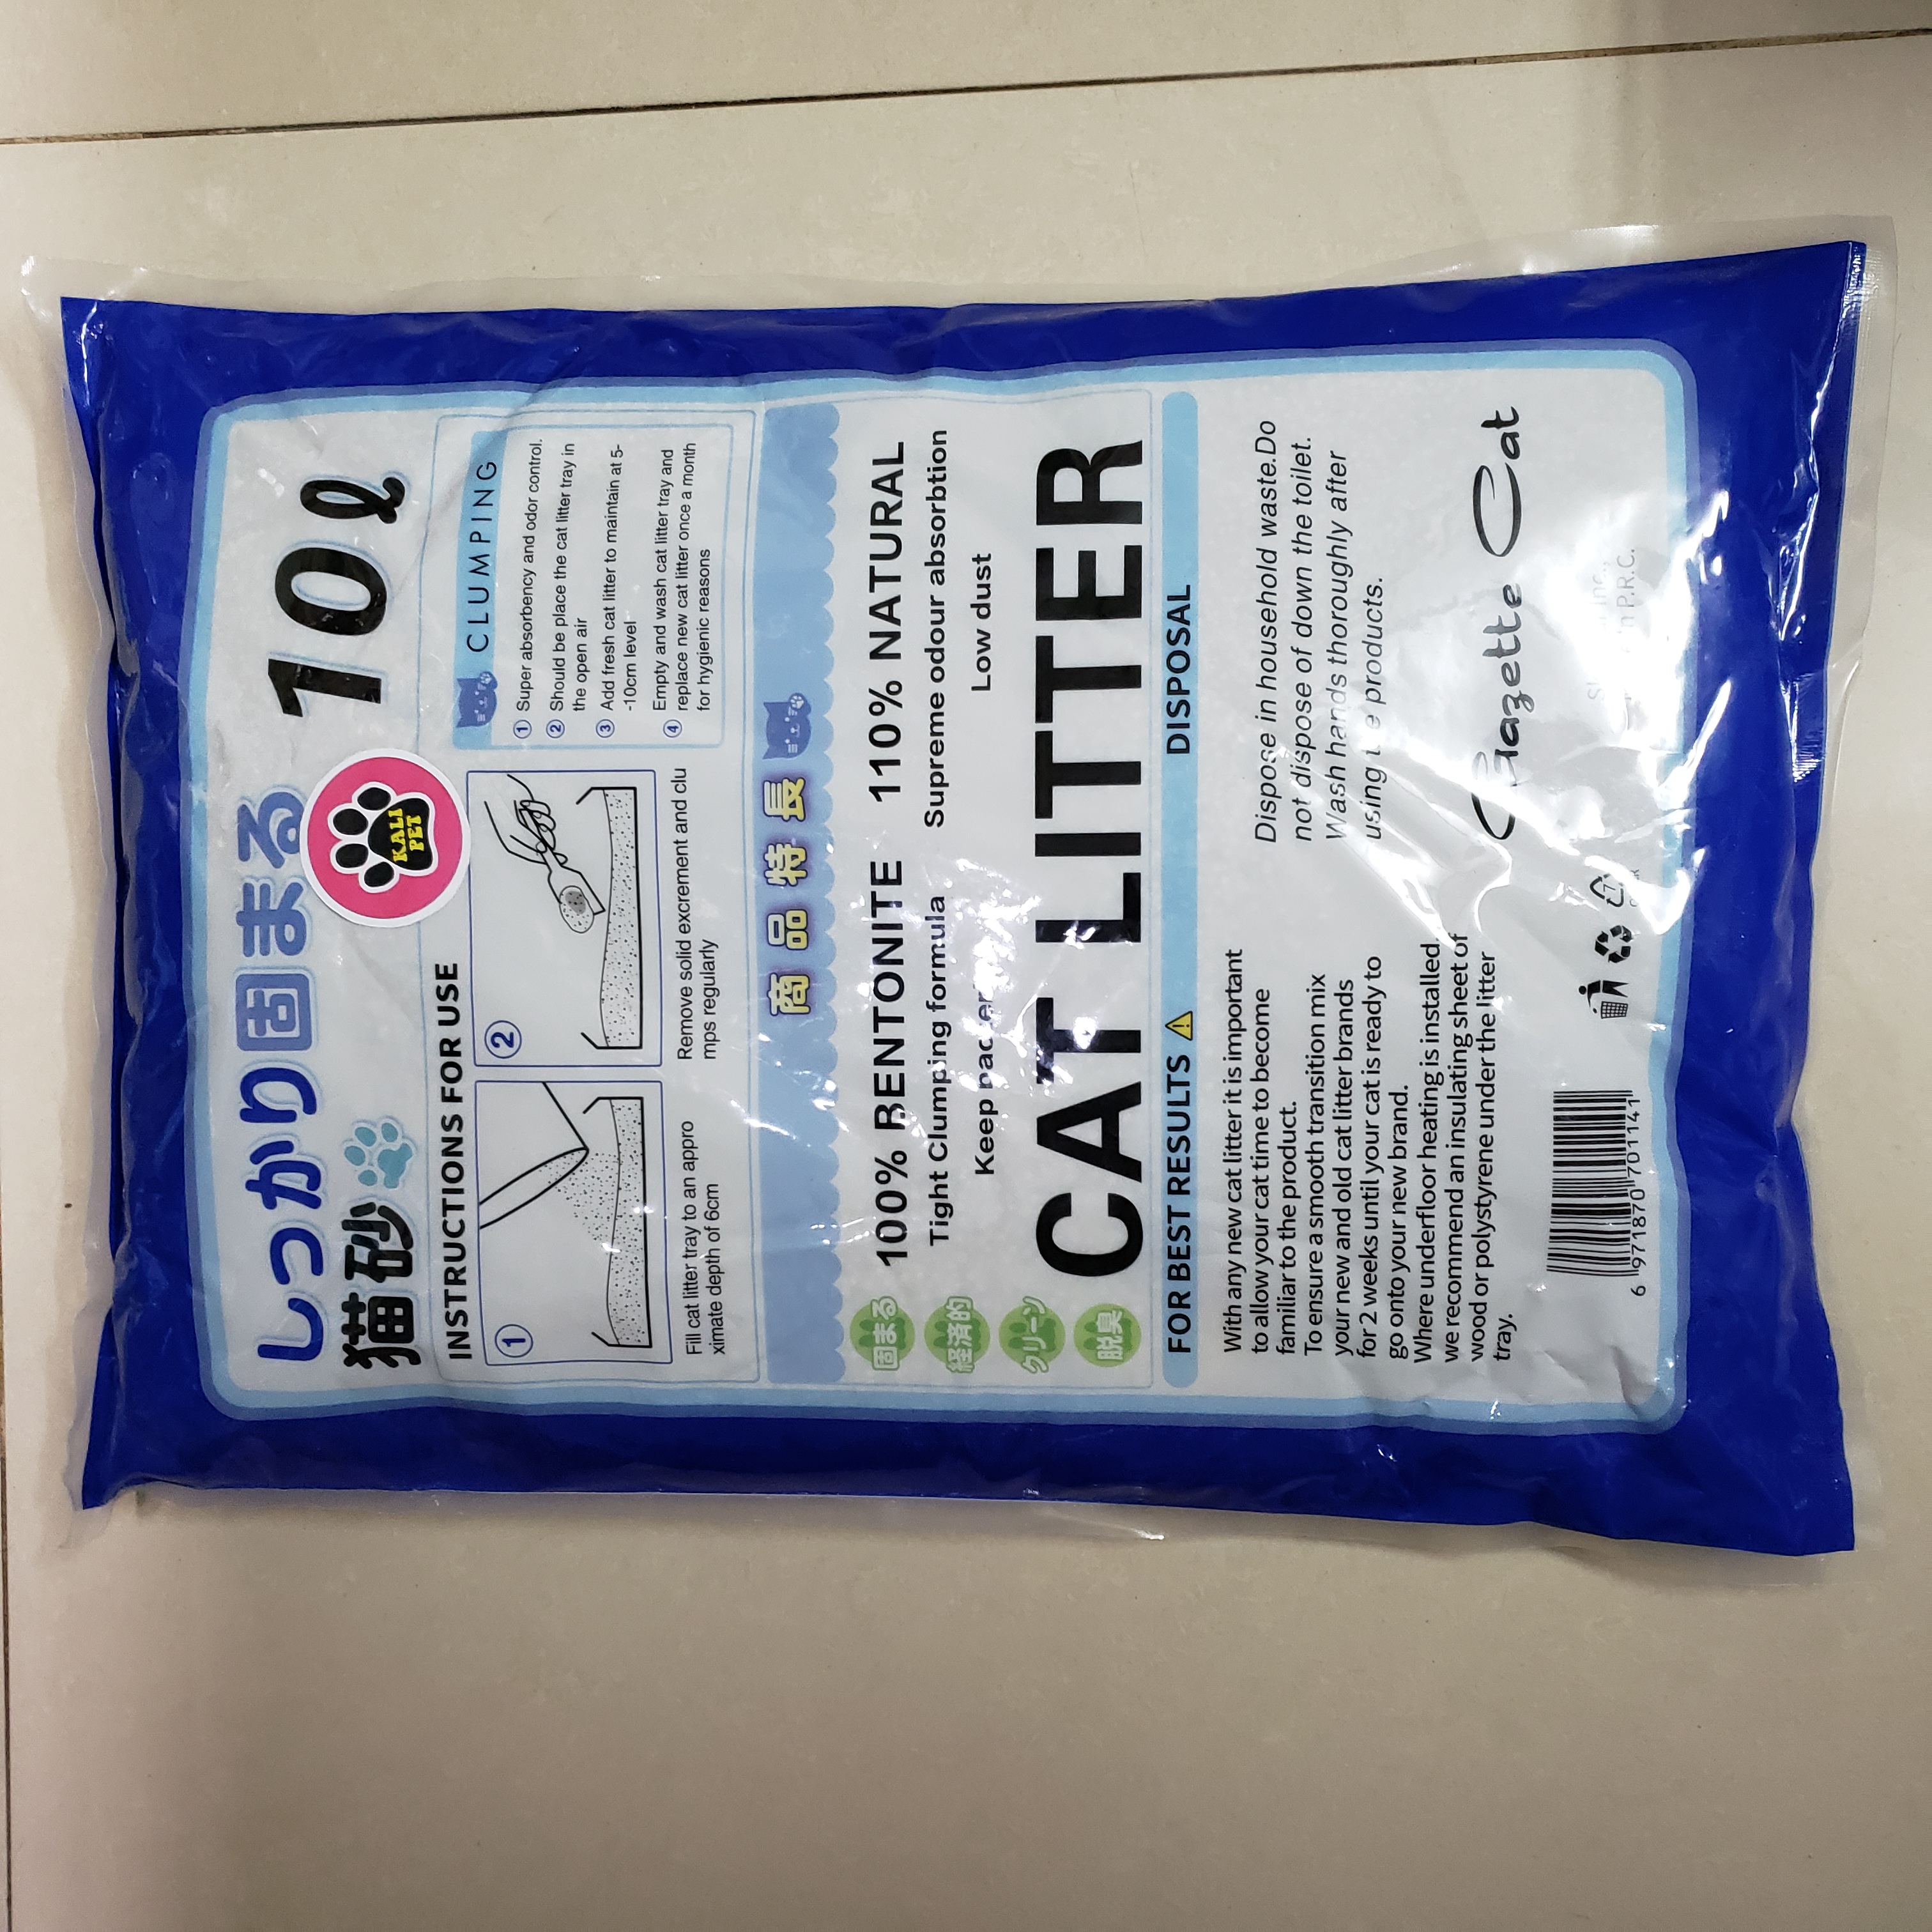 しっかり固まる
猫砂
10ℓ
KALI
PET
INSTRUCTIONS FOR USE
1
Fill cat litter tray to an appro
ximate depth of 6cm
2
Remove solid excrement and clu
mps regularly
CLUMPING
① Super absorbency and odor control.
② Should be place the cat litter tray in
the open air
③ Add fresh cat litter to maintain at 5-
-10cm level
Empty and wash cat litter tray and
④ replace new cat litter once a month
for hygienic reasons
商品特長
固まる
経済的
クリーン
脱臭
100% BENTONITE 110% NATURAL
Tight Clumping formula Supreme odour absorbtion
Keep Low dust
CAT LITTER
FOR BEST RESULTS
With any new cat litter it is important
to allow your cat time to become
familiar to the product.
To ensure a smooth transition mix
your new and old cat litter brands
for 2 weeks until your cat is ready to
go onto your new brand.
Where underfloor heating is installed,
we recommend an insulating sheet of
wood or polystyrene under the litter
tray.
DISPOSAL
Dispose in household waste.Do
not dispose of down the toilet.
Wash hands thoroughly after
using products.
Gazette Cat
P.R.C.
6 971870 701141